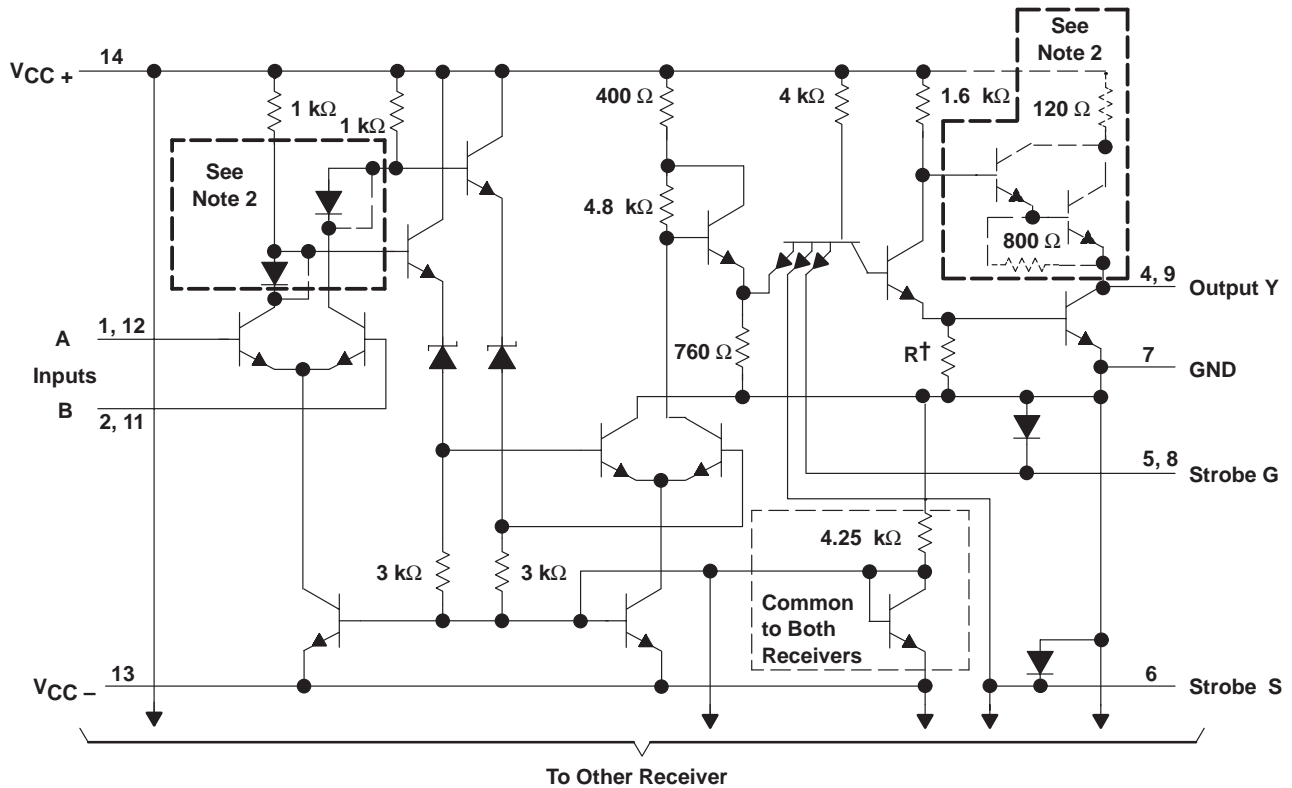 See
Note 2
VCC +
14
1 kΩ
1 kΩ
400 Ω
4 kΩ
1.6 kΩ
120 Ω
See
Note 2
4.8 kΩ
800 Ω
4, 9
Output Y
A
1, 12
Inputs
B
2, 11
760 Ω
R†
7
GND
5, 8
Strobe G
3 kΩ
3 kΩ
4.25 kΩ
Common
to Both
Receivers
VCC –
13
6
Strobe S
To Other Receiver